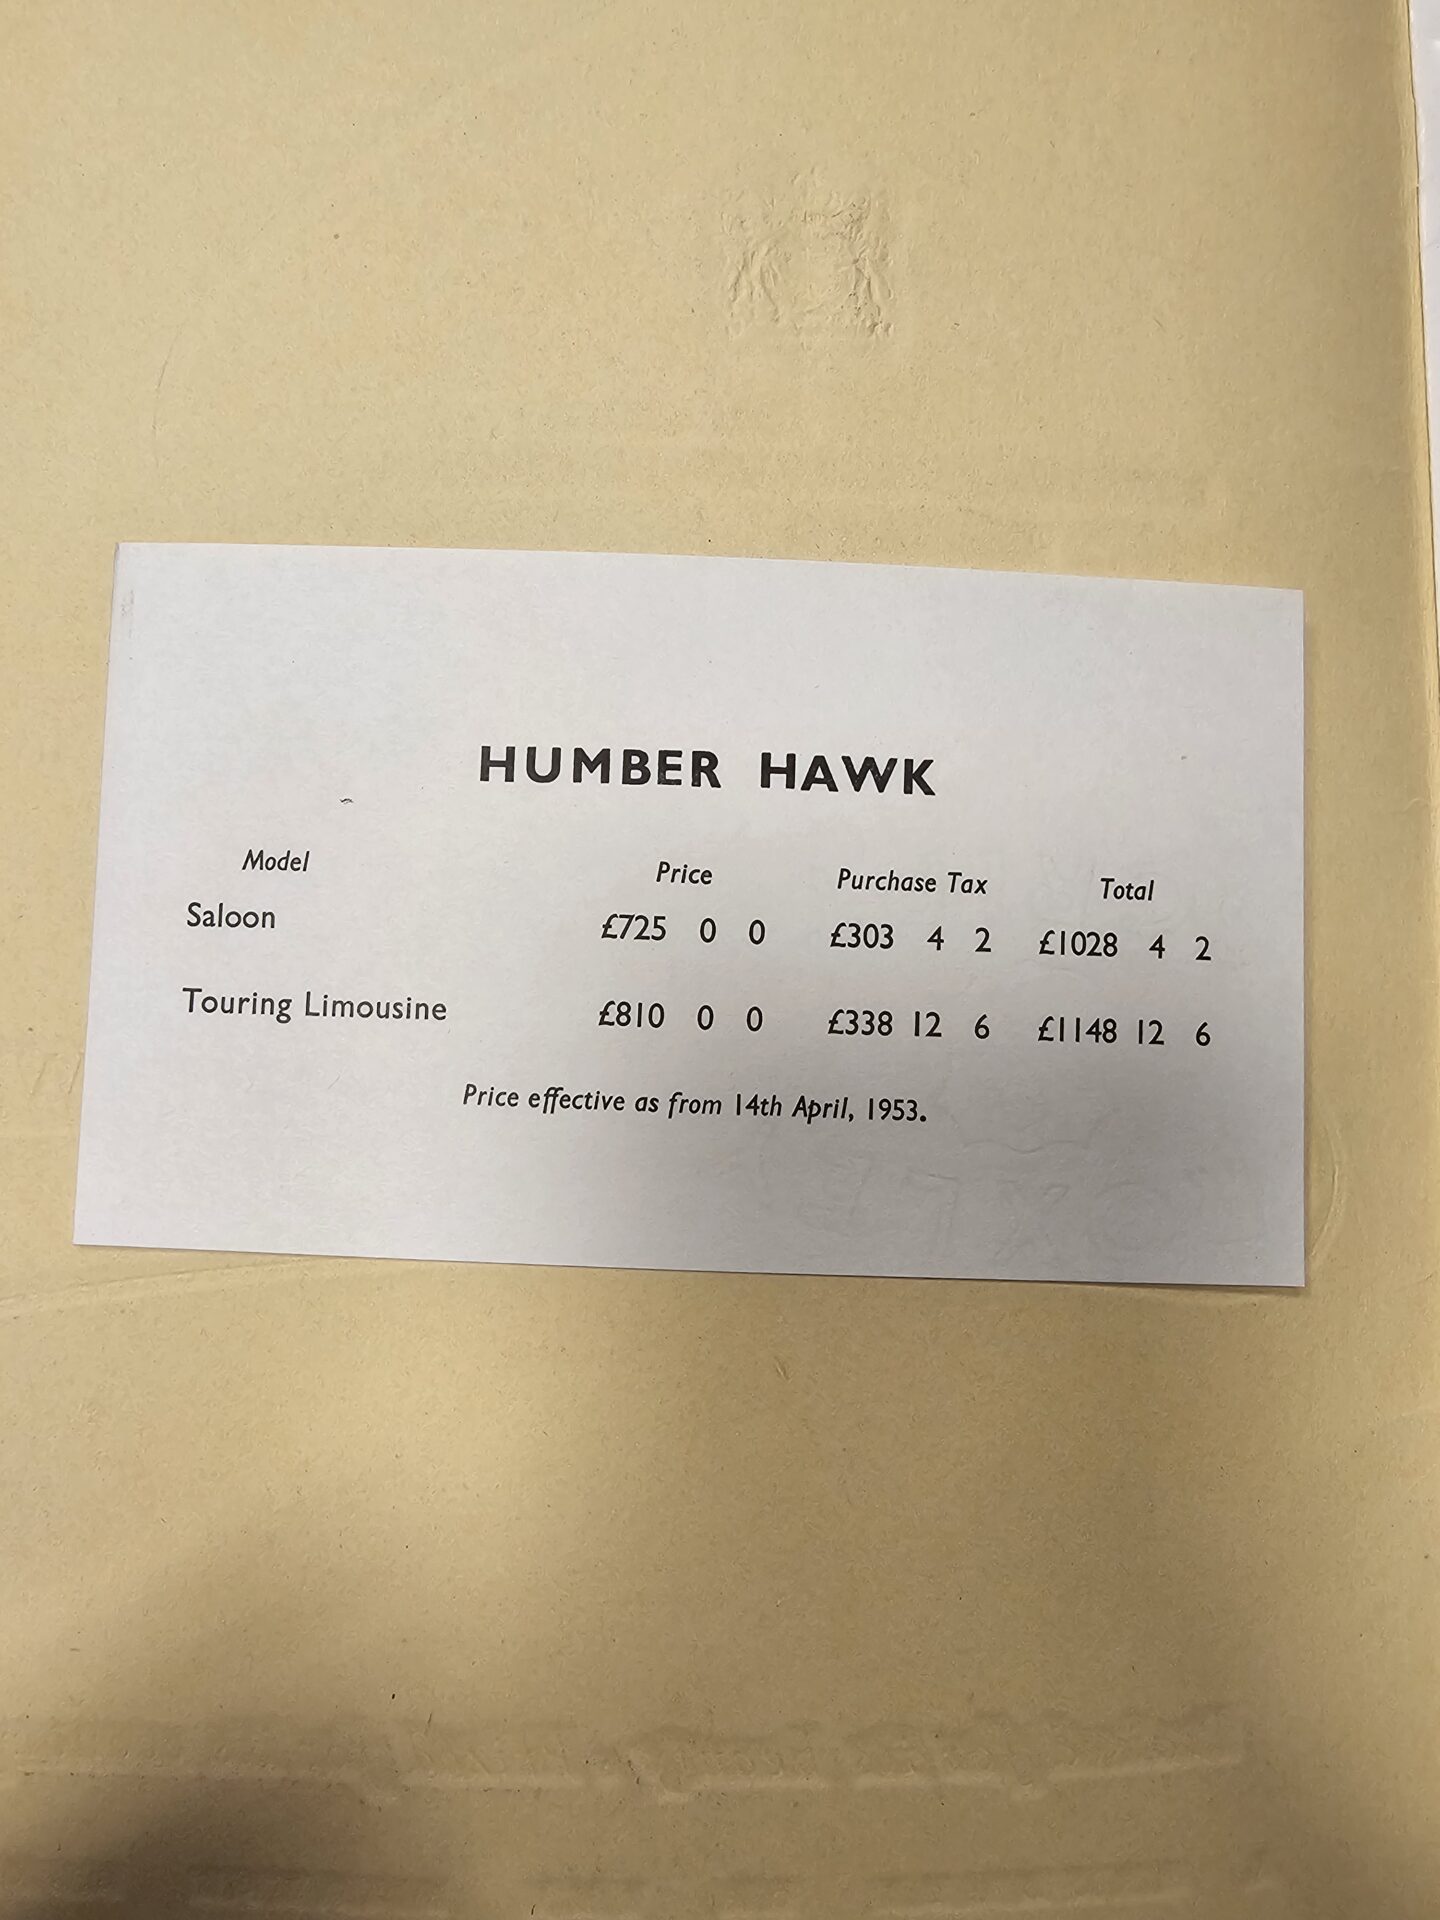 HUMBER HAWK
Model Price Purchase Tax Total
Saloon £725 0 0 £303 4 2 £1028 4 2
Touring Limousine £810 0 0 £338 12 6 £1148 12 6
Price effective as from 14th April, 1953.